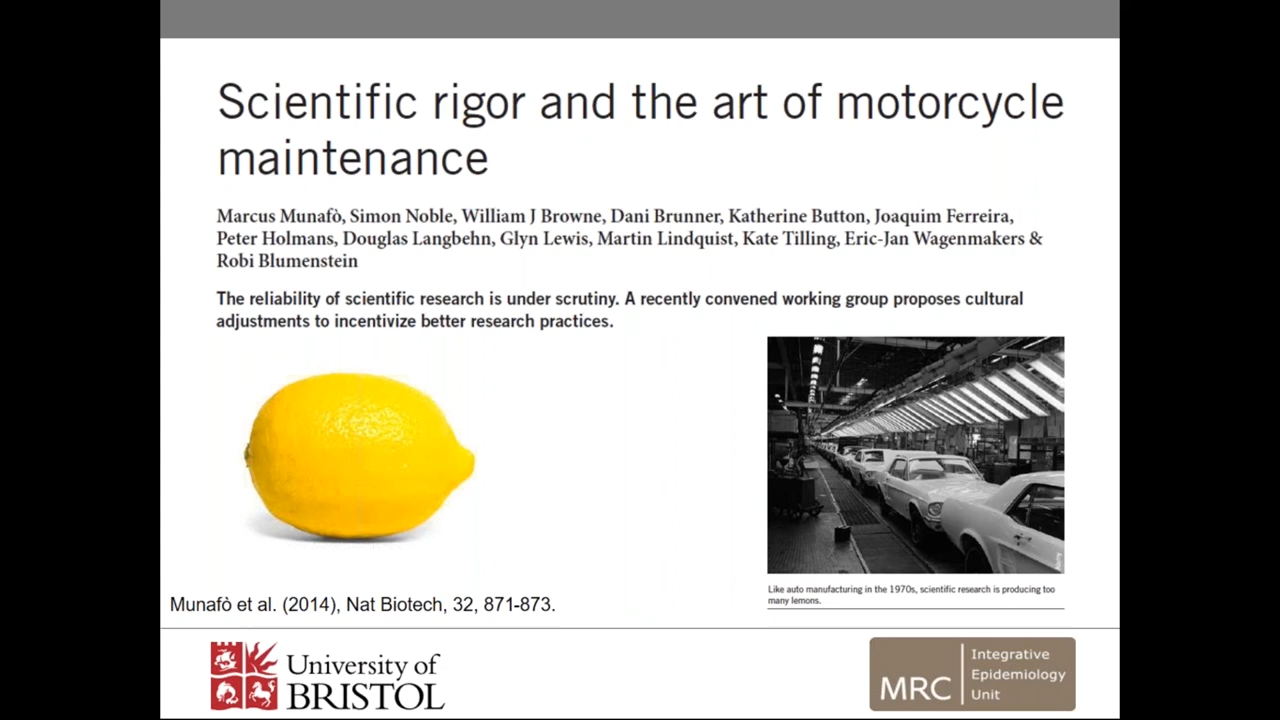 Scientific rigor and the art of motorcycle
maintenance
Marcus Munafò, Simon Noble, William J Browne, Dani Brunner, Katherine Button, Joaquim Ferreira,
Peter Holmans, Douglas Langbehn, Glyn Lewis, Martin Lindquist, Kate Tilling, Eric-Jan Wagenmakers &
Robi Blumenstein
The reliability of scientific research is under scrutiny. A recently convened working group proposes cultural
adjustments to incentivize better research practices.
Like auto manufacturing in the 1970s, scientific research is producing too
many lemons.
Munafò et al. (2014), Nat Biotech, 32, 871-873.
University of
BRISTOL
MRC
Integrative
Epidemiology
Unit